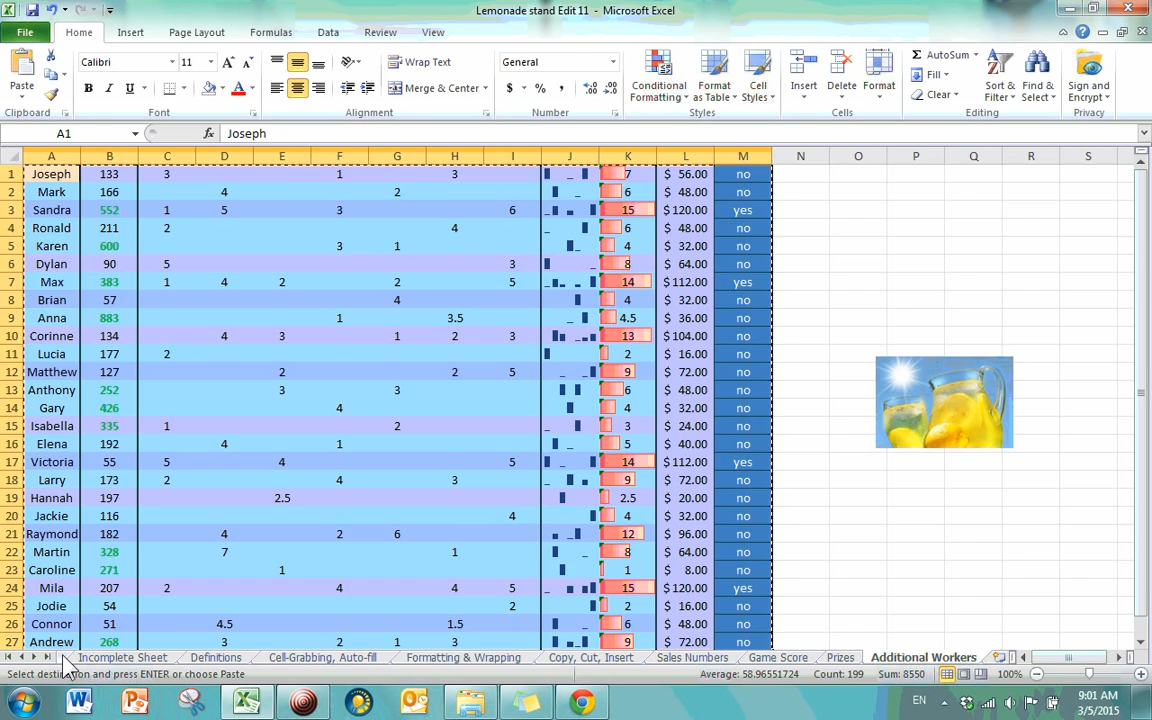 Lemonade stand Edit 11 - Microsoft Excel
File Home Insert Page Layout Formulas Data Review View
Calibri 11 Wrap Text General AutoSum
Paste B I U Merge & Center $ % , Conditional Formatting Format as Table Cell Styles Insert Delete Format Fill Clear Sort & Filter Find & Select Sign and Encrypt
Clipboard Font Alignment Number Styles Cells Editing Privacy
A1 fx Joseph
A B C D E F G H I J K L M N O P Q R S
1 Joseph 133 3 1 3 7 $ 56.00 no
2 Mark 166 4 2 6 $ 48.00 no
3 Sandra 552 1 5 3 6 15 $ 120.00 yes
4 Ronald 211 2 4 6 $ 48.00 no
5 Karen 600 3 1 4 $ 32.00 no
6 Dylan 90 5 3 8 $ 64.00 no
7 Max 383 1 4 2 2 5 14 $ 112.00 yes
8 Brian 57 4 4 $ 32.00 no
9 Anna 883 1 3.5 4.5 $ 36.00 no
10 Corinne 134 4 3 1 2 3 13 $ 104.00 no
11 Lucia 177 2 2 $ 16.00 no
12 Matthew 127 2 2 5 9 $ 72.00 no
13 Anthony 252 3 3 6 $ 48.00 no
14 Gary 426 4 4 $ 32.00 no
15 Isabella 335 1 2 3 $ 24.00 no
16 Elena 192 4 1 5 $ 40.00 no
17 Victoria 55 5 4 5 14 $ 112.00 yes
18 Larry 173 2 4 3 9 $ 72.00 no
19 Hannah 197 2.5 2.5 $ 20.00 no
20 Jackie 116 4 4 $ 32.00 no
21 Raymond 182 4 2 6 12 $ 96.00 no
22 Martin 328 7 1 8 $ 64.00 no
23 Caroline 271 1 1 $ 8.00 no
24 Mila 207 2 4 4 5 15 $ 120.00 yes
25 Jodie 54 2 2 $ 16.00 no
26 Connor 51 4.5 1.5 6 $ 48.00 no
27 Andrew 268 3 2 1 3 9 $ 72.00 no
Incomplete Sheet Definitions Cell-Grabbing, Auto-fill Formatting & Wrapping Copy, Cut, Insert Sales Numbers Game Score Prizes Additional Workers
Select destination and press ENTER or choose Paste Average: 58.96551724 Count: 199 Sum: 8550 100%
EN 9:01 AM
3/5/2015